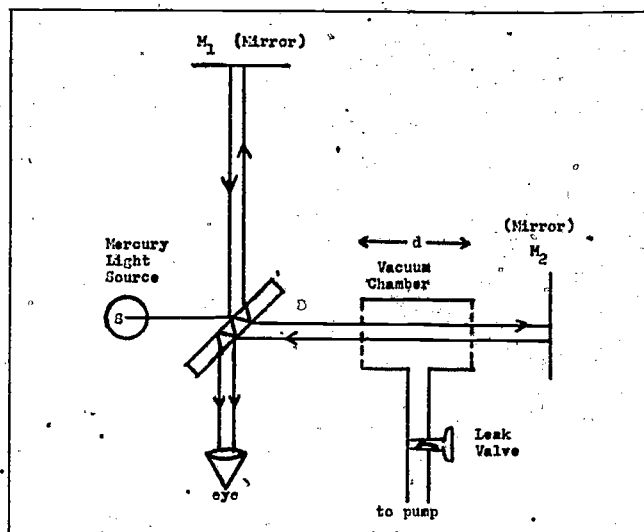 M1 (Mirror)
Mercury
Light
Source
S
D
d
Vacuum
Chamber
(Mirror)
M2
Leak
Valve
eye
to pump